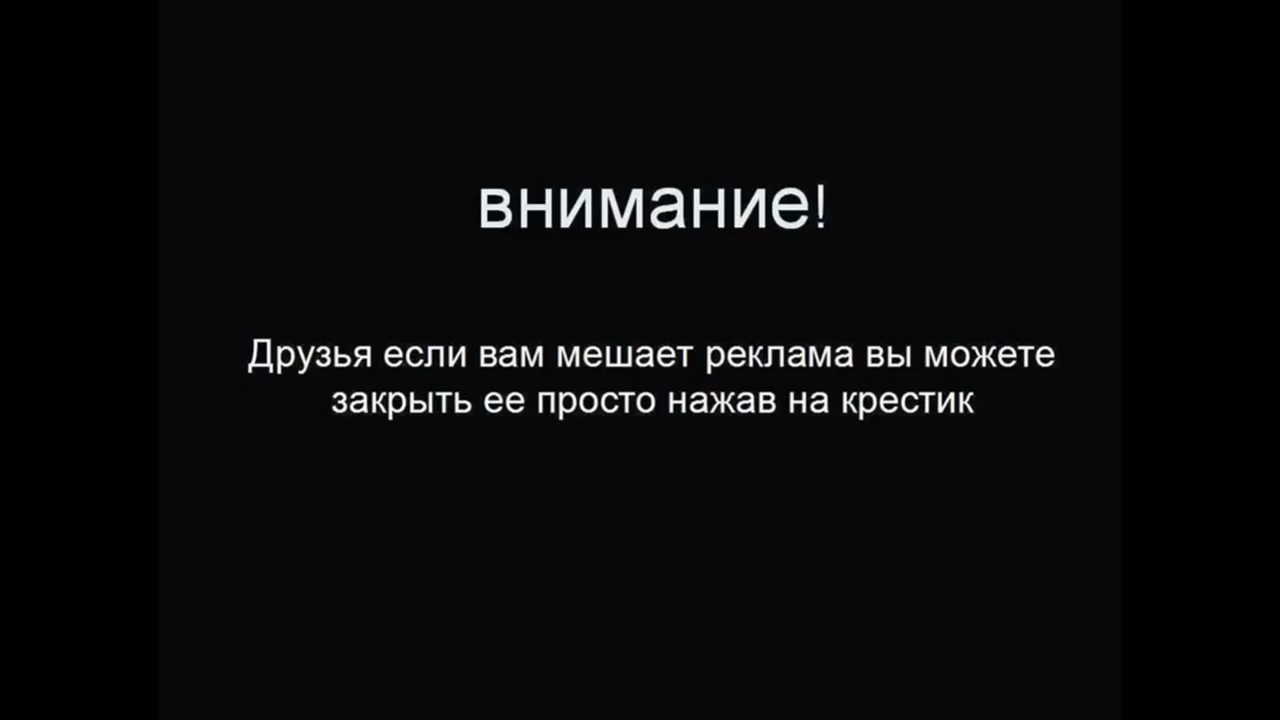 внимание!
Друзья если вам мешает реклама вы можете
закрыть ее просто нажав на крестик